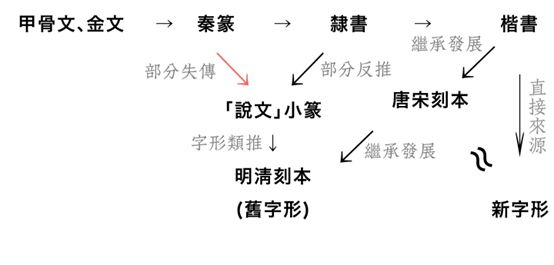 甲骨文、金文 → 秦篆 → 隸書 → 楷書
部分失傳
部分反推
繼承發展
「說文」小篆
唐宋刻本
直接來源
字形類推
繼承發展
明清刻本
(舊字形)
新字形